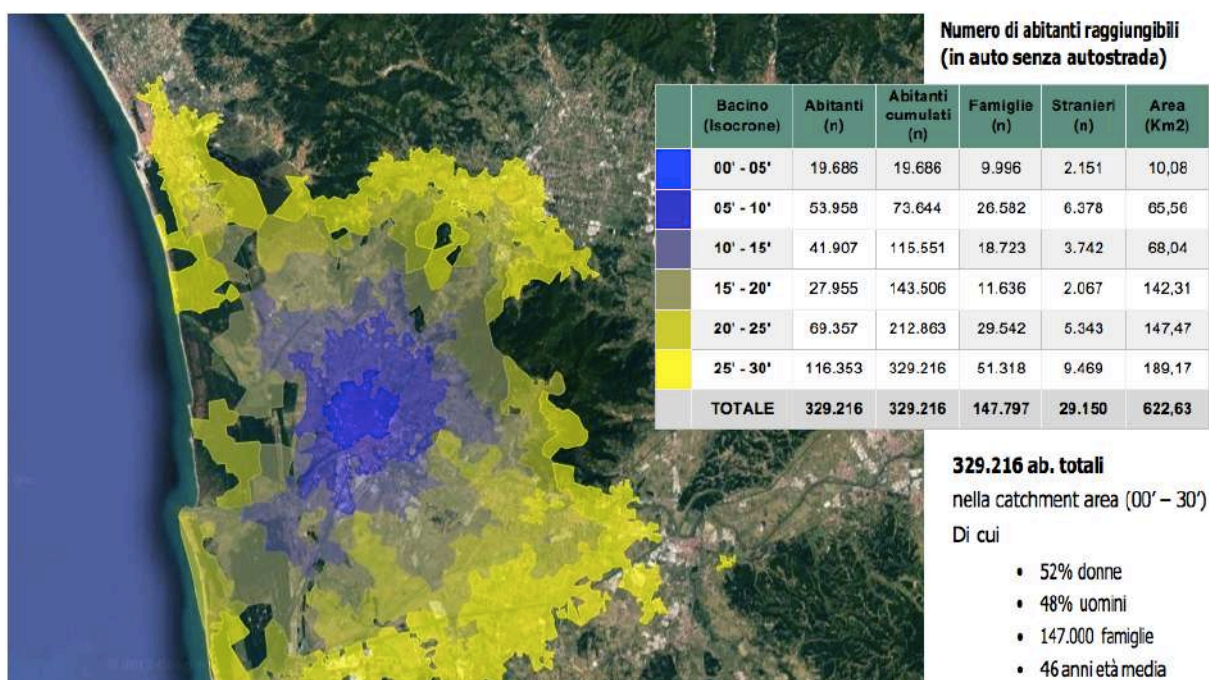 Numero di abitanti raggiungibili
(in auto senza autostrada)
Bacino (Isocrone) Abitanti (n) Abitanti cumulati (n) Famiglie (n) Stranieri (n) Area (Km2)
00' - 05' 19.686 19.686 9.996 2.151 10,08
05' - 10' 53.958 73.644 26.582 6.378 65,56
10' - 15' 41.907 115.551 18.723 3.742 68,04
15' - 20' 27.955 143.506 11.636 2.067 142,31
20' - 25' 69.357 212.863 29.542 5.343 147,47
25' - 30' 116.353 329.216 51.318 9.469 189,17
TOTALE 329.216 329.216 147.797 29.150 622,63
329.216 ab. totali
nella catchment area (00' – 30')
Di cui
• 52% donne
• 48% uomini
• 147.000 famiglie
• 46 anni età media